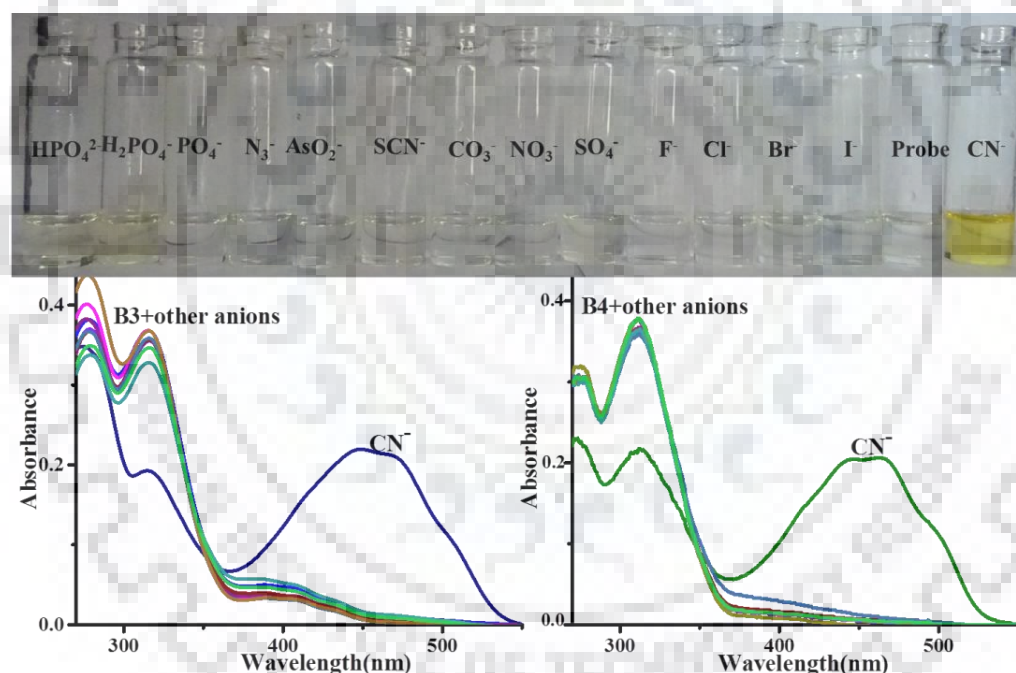 HPO₄²⁻ H₂PO₄⁻ PO₄⁻ N₃⁻ AsO₂⁻ SCN⁻ CO₃⁻ NO₃⁻ SO₄⁻ F⁻ Cl⁻ Br⁻ I⁻ Probe CN⁻
B3+other anions
CN⁻
Absorbance
0.4
0.2
0.0
300 400 500
Wavelength(nm)
B4+other anions
CN⁻
Absorbance
0.4
0.2
0.0
300 400 500
Wavelength(nm)